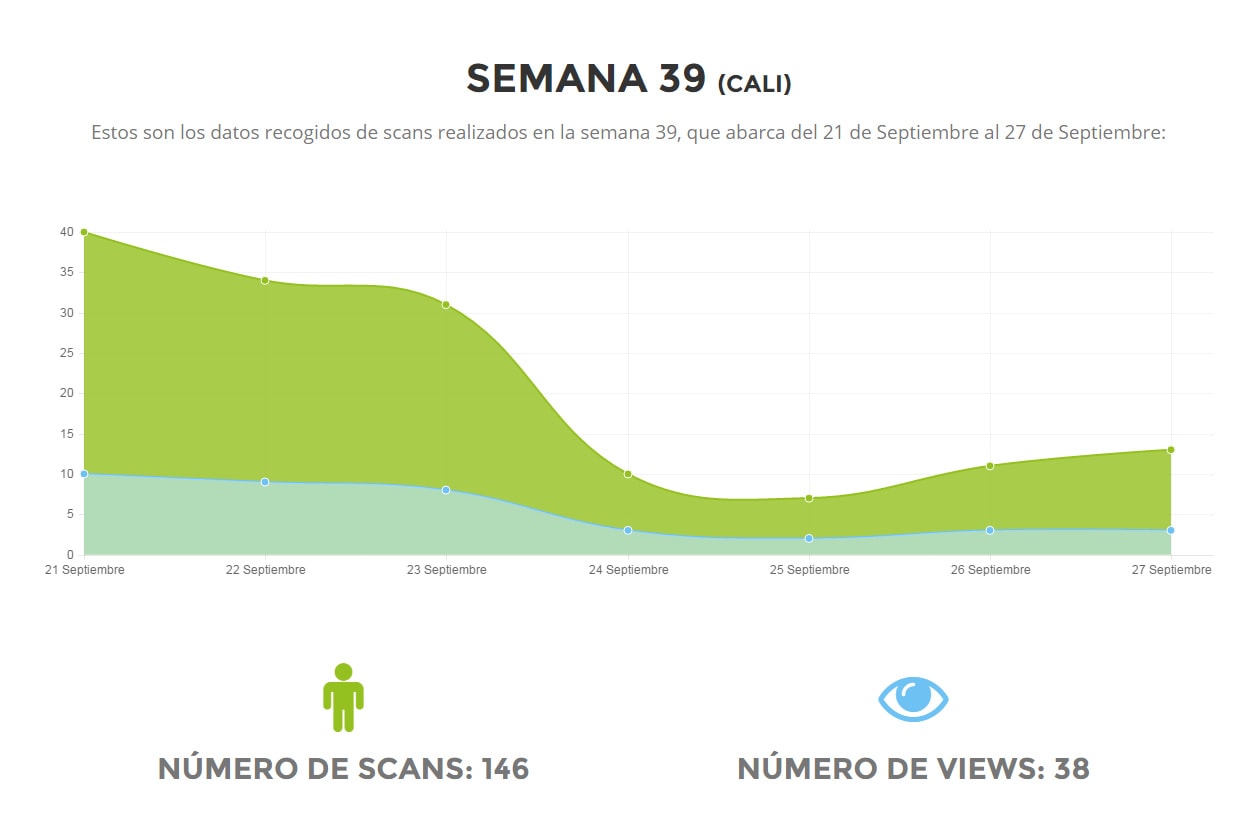 SEMANA 39 (CALI)
Estos son los datos recogidos de scans realizados en la semana 39, que abarca del 21 de Septiembre al 27 de Septiembre:
40
35
30
25
20
15
10
5
0
21 Septiembre 22 Septiembre 23 Septiembre 24 Septiembre 25 Septiembre 26 Septiembre 27 Septiembre
NÚMERO DE SCANS: 146 NÚMERO DE VIEWS: 38